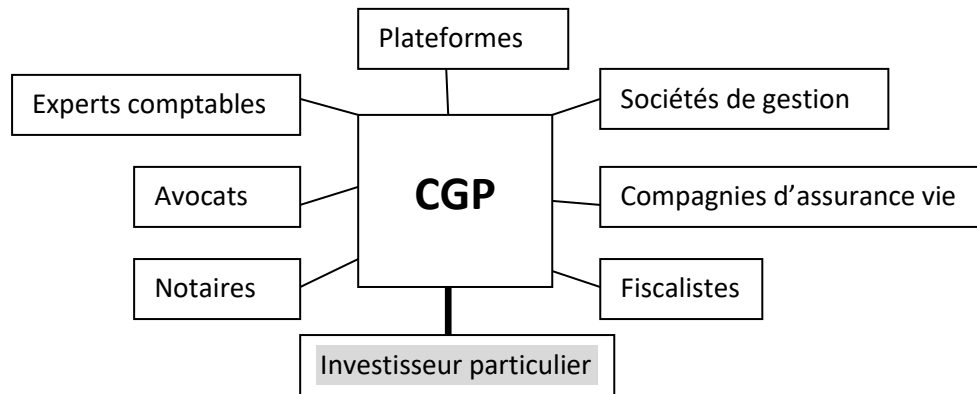 Plateformes
Experts comptables
Sociétés de gestion
CGP
Avocats
Compagnies d’assurance vie
Notaires
Fiscalistes
Investisseur particulier